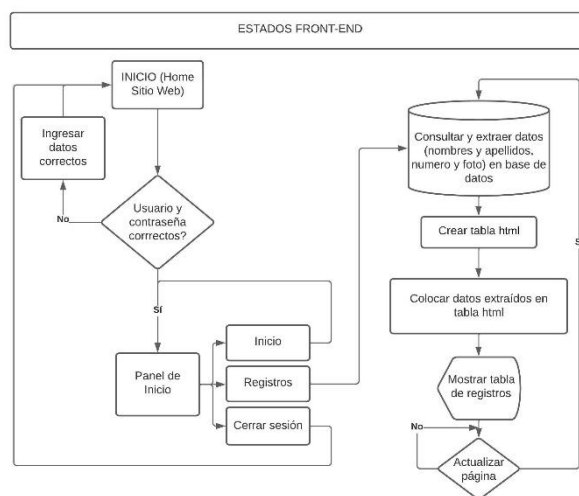 ESTADOS FRONT-END
INICIO (Home
Sitio Web)
Ingresar
datos
correctos
No
Usuario y
contraseña
corrrectos?
Sí
Panel de
Inicio
Inicio
Registros
Cerrar sesión
Consultar y extraer datos
(nombres y apellidos,
numero y foto) en base de
datos
Crear tabla html
Colocar datos extraídos en
tabla html
Mostrar tabla
de registros
No
Actualizar
página
S